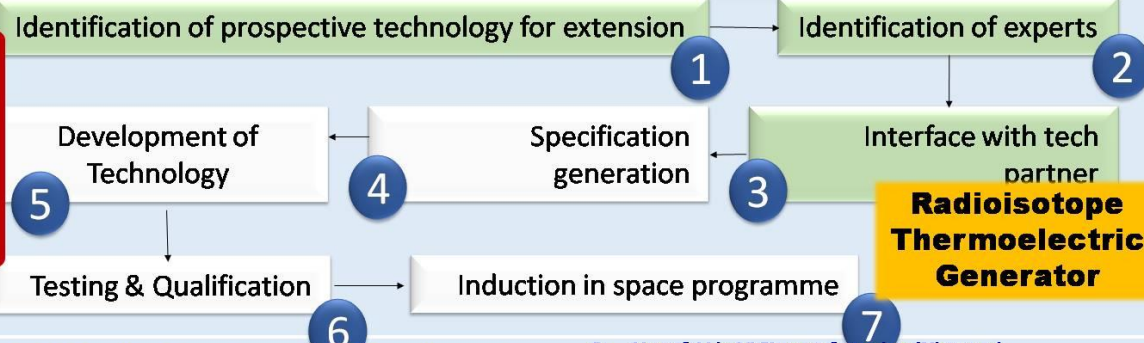 Identification of prospective technology for extension
1
Identification of experts
2
Interface with tech
partner
3
Specification
generation
4
Development of
Technology
5
Radioisotope
Thermoelectric
Generator
Testing & Qualification
6
Induction in space programme
7